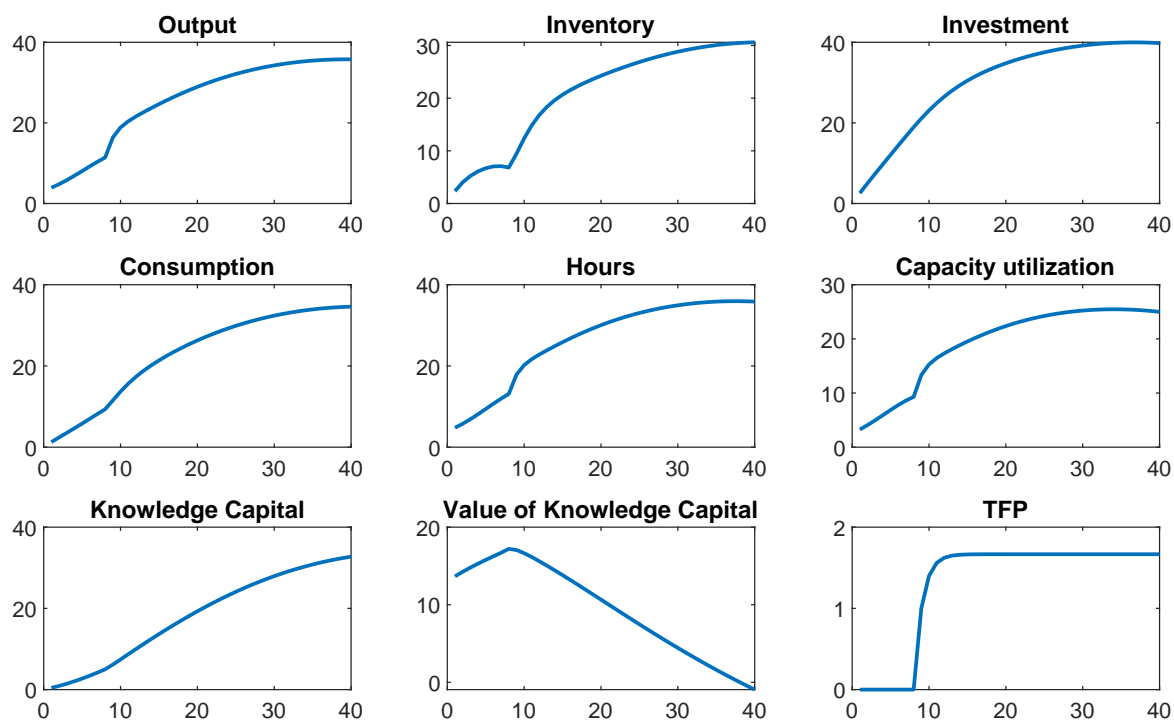 Output
40
20
0
0 10 20 30 40
Inventory
30
20
10
0
0 10 20 30 40
Investment
40
20
0
0 10 20 30 40
Consumption
40
20
0
0 10 20 30 40
Hours
40
20
0
0 10 20 30 40
Capacity utilization
30
20
10
0
0 10 20 30 40
Knowledge Capital
40
20
0
0 10 20 30 40
Value of Knowledge Capital
20
10
0
0 10 20 30 40
TFP
2
1
0
0 10 20 30 40